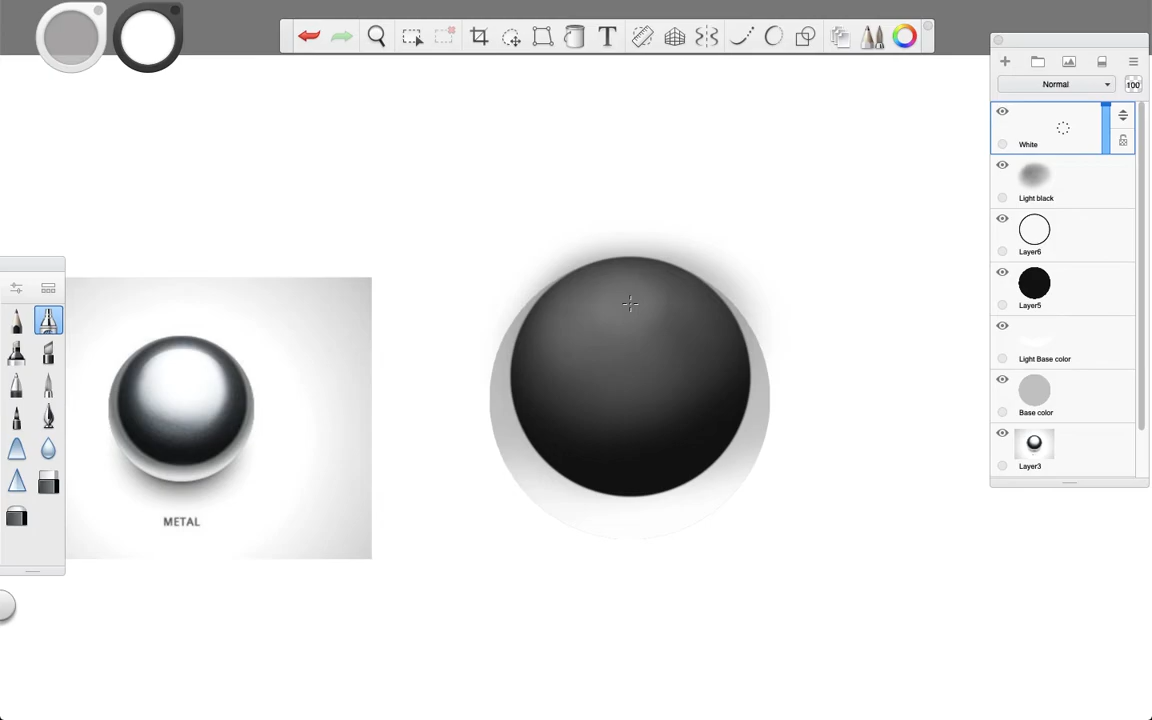 T
Normal
100
White
Light black
Layer6
Layer5
Light Base color
Base color
Layer3
METAL